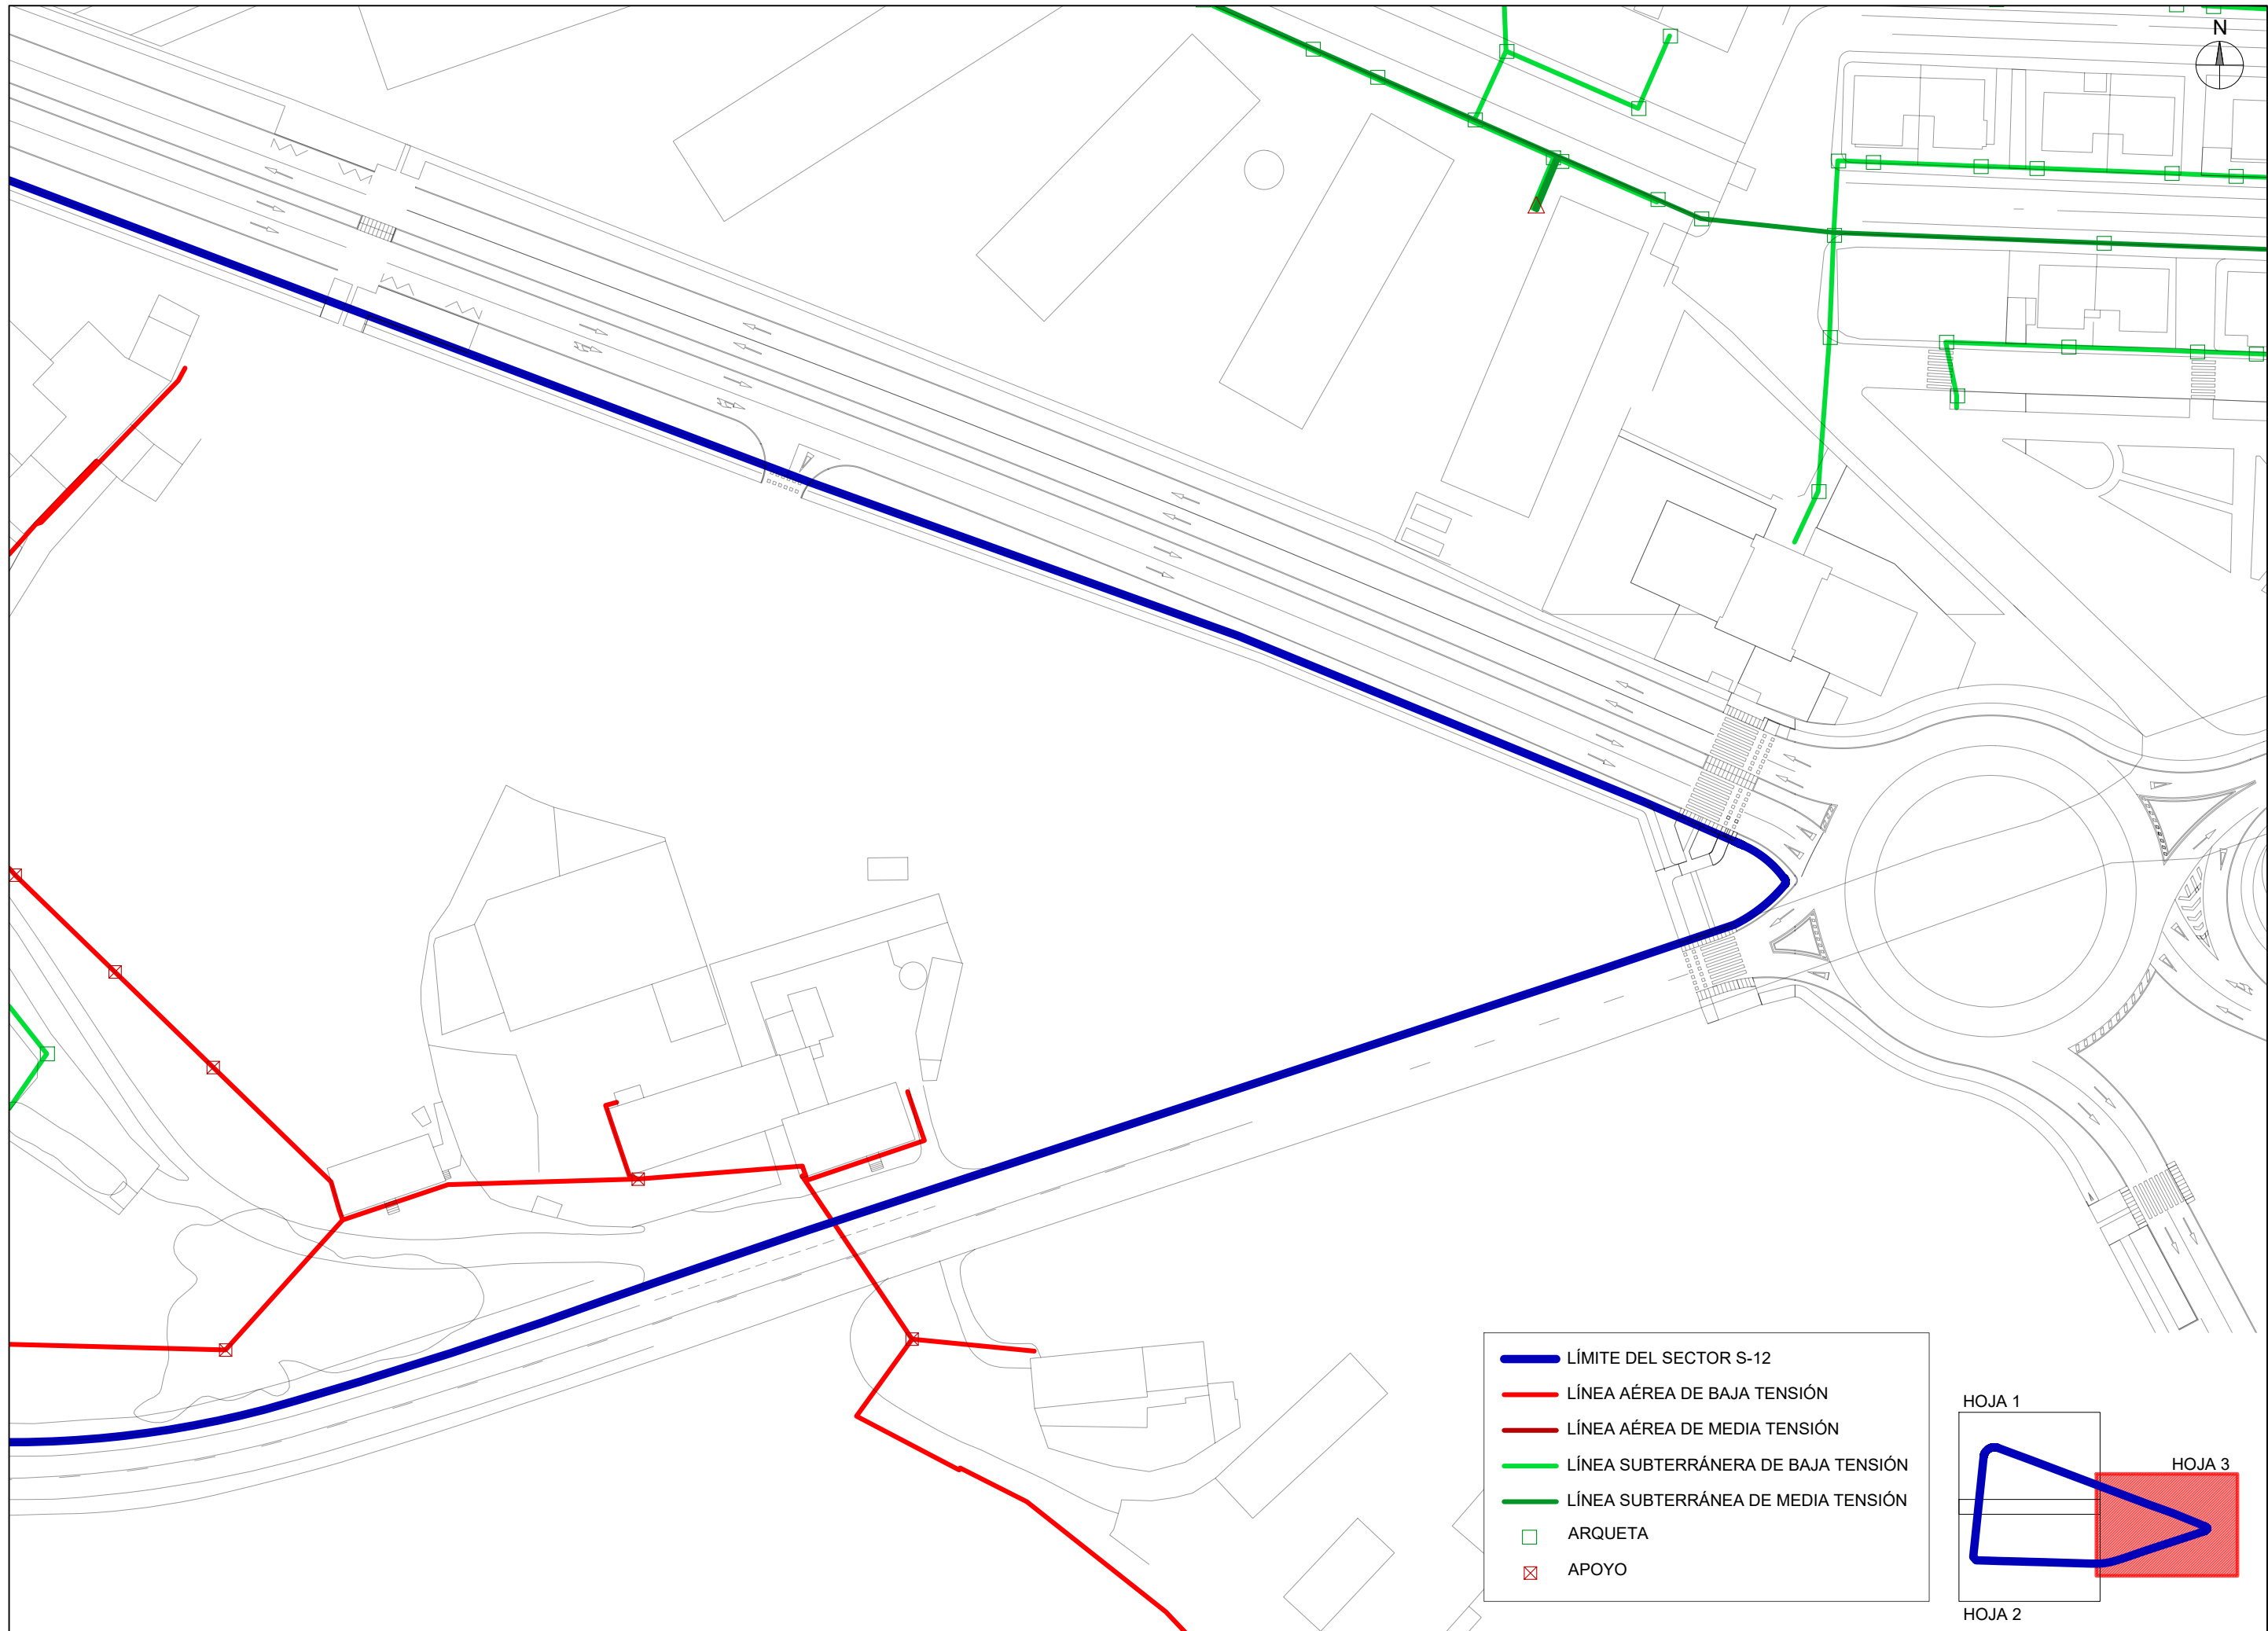 N
LÍMITE DEL SECTOR S-12
LÍNEA AÉREA DE BAJA TENSIÓN
LÍNEA AÉREA DE MEDIA TENSIÓN
LÍNEA SUBTERRÁNERA DE BAJA TENSIÓN
LÍNEA SUBTERRÁNEA DE MEDIA TENSIÓN
ARQUETA
APOYO
HOJA 1
HOJA 3
HOJA 2